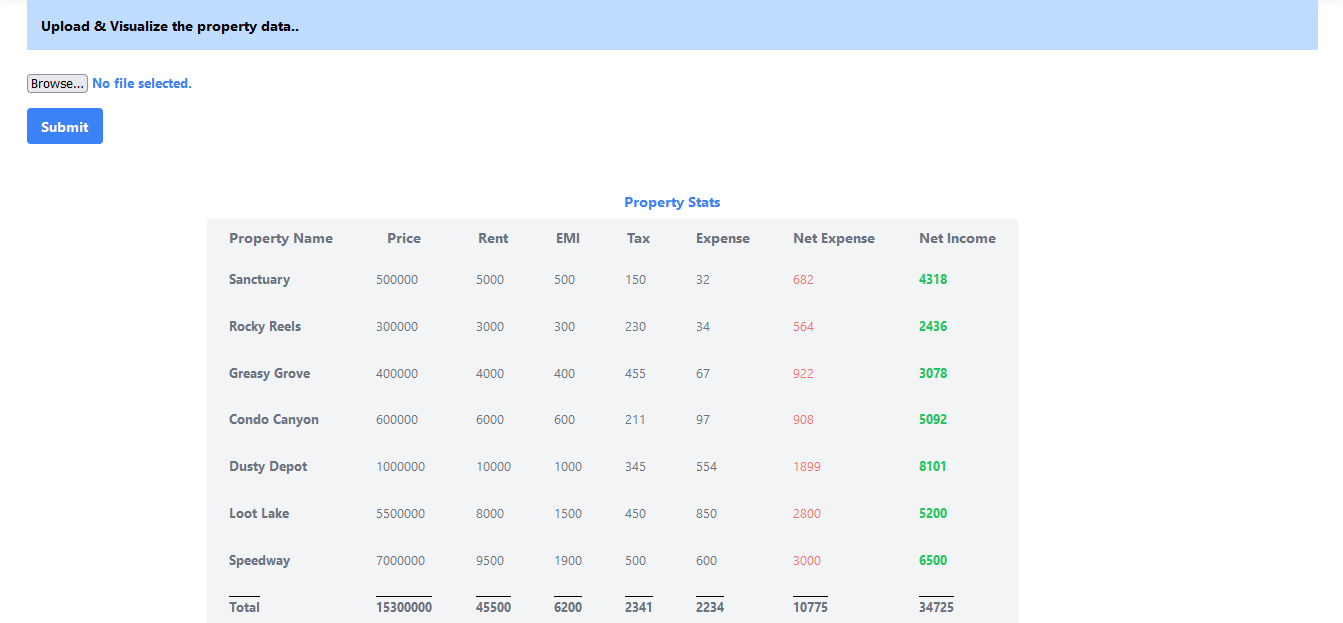 Upload & Visualize the property data..
Browse... No file selected.
Submit
Property Stats
Property Name Price Rent EMI Tax Expense Net Expense Net Income
Sanctuary 500000 5000 500 150 32 682 4318
Rocky Reels 300000 3000 300 230 34 564 2436
Greasy Grove 400000 4000 400 455 67 922 3078
Condo Canyon 600000 6000 600 211 97 908 5092
Dusty Depot 1000000 10000 1000 345 554 1899 8101
Loot Lake 5500000 8000 1500 450 850 2800 5200
Speedway 7000000 9500 1900 500 600 3000 6500
Total 15300000 45500 6200 2341 2234 10775 34725